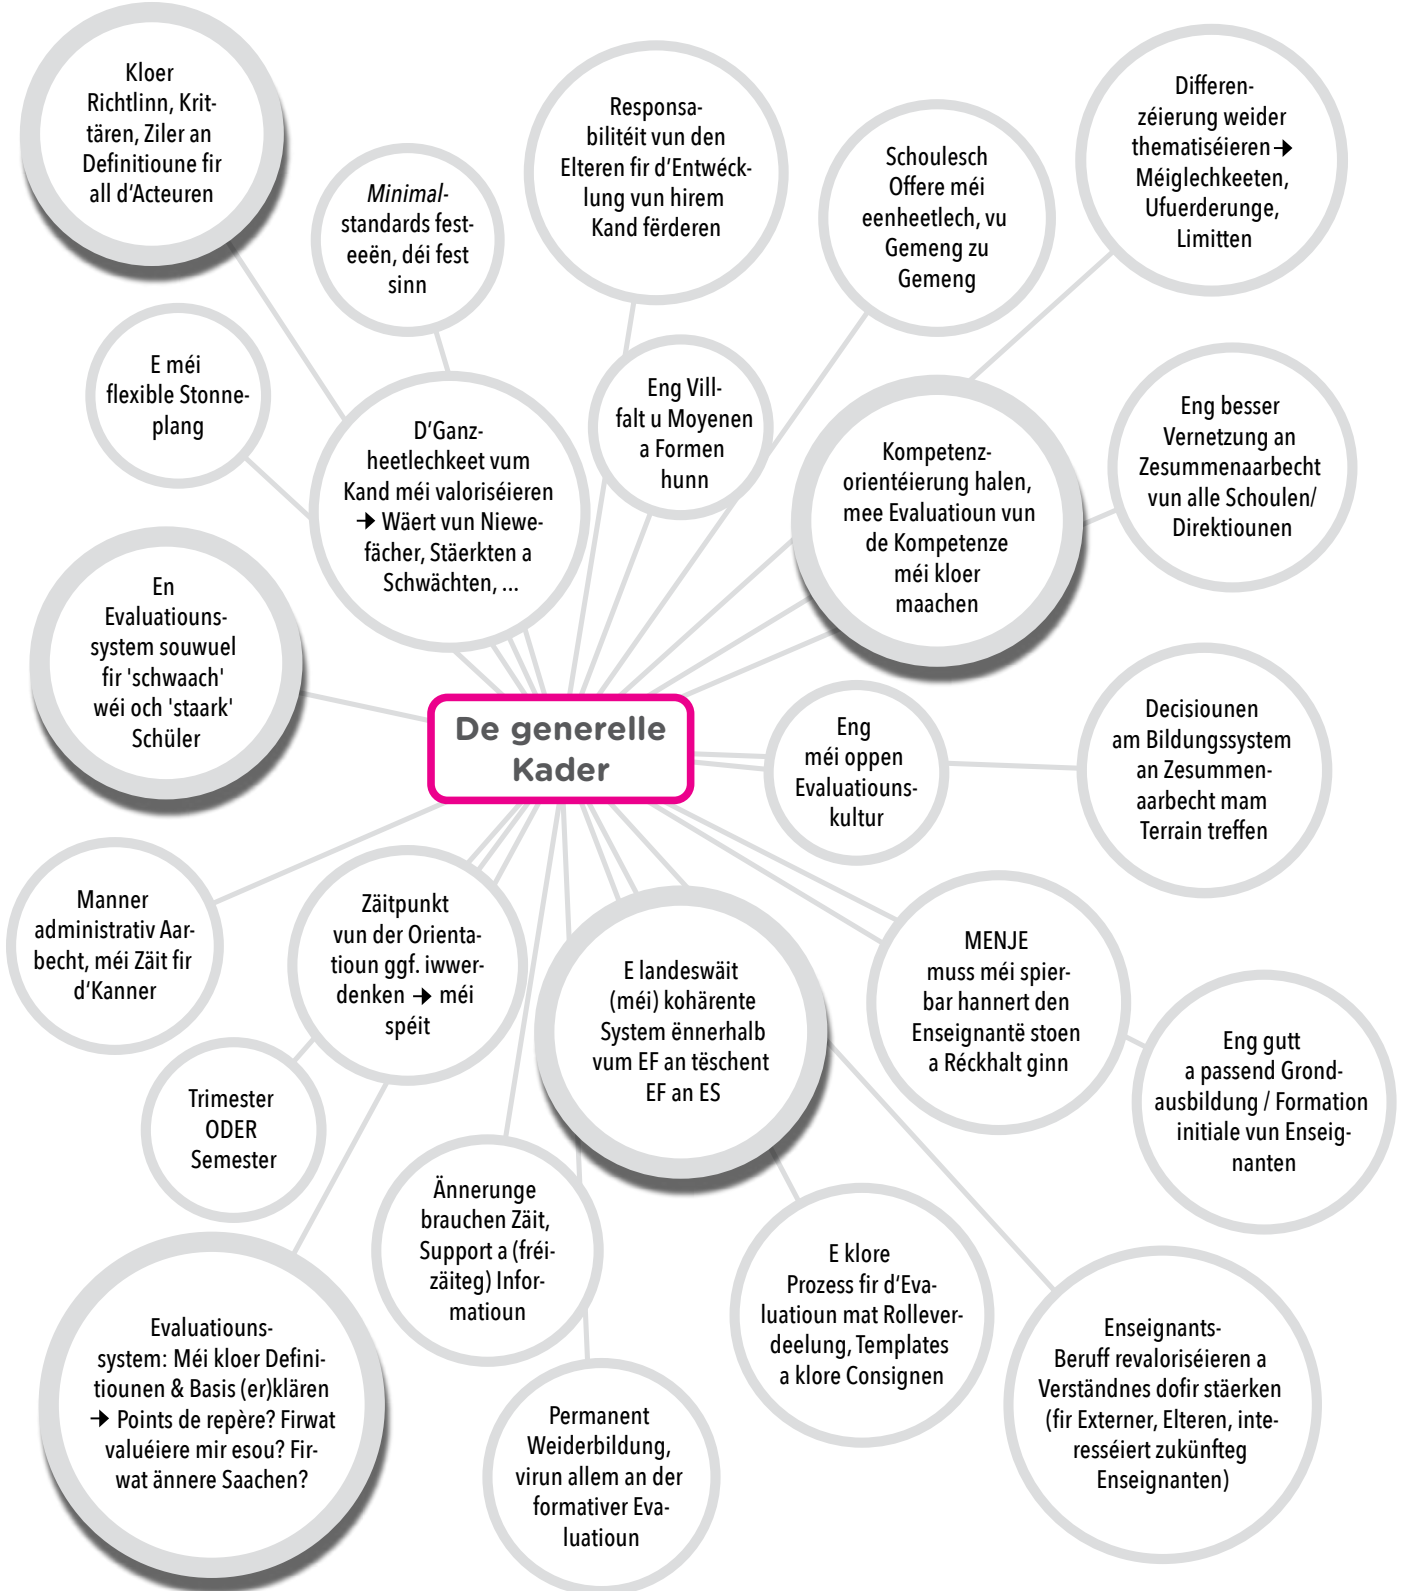 Kloer
Richtlinn, Krit-
tären, Ziler an
Definitioune fir
all d'Acteuren
Minimal-
standards fest-
eeën, déi fest
sinn
Responsa-
bilitéit vun den
Elteren fir d'Entwéck-
lung vun hirem
Kand fërderen
Schoulesch
Offere méi
eenheetlech, vu
Gemeng zu
Gemeng
Differen-
zéierung weider
thematiséieren →
Méiglechkeeten,
Ufuerderunge,
Limitten
E méi
flexible Stonne-
plang
D'Ganz-
heetlechkeet vum
Kand méi valoriséieren
→ Wäert vun Niewe-
fächer, Stäerkten a
Schwächten, ...
Eng Vill-
falt u Moyenen
a Formen
hunn
Kompetenz-
orientéierung halen,
mee Evaluatioun vun
de Kompetenze
méi kloer
maachen
Eng besser
Vernetzung an
Zesummenaarbecht
vun alle Schoulen/
Direktiounen
En
Evaluatiouns-
system souwuel
fir 'schwaach'
wéi och 'staark'
Schüler
De generelle
Kader
Eng
méi oppen
Evaluatiouns-
kultur
Decisiounen
am Bildungssystem
an Zesummen-
aarbecht mam
Terrain treffen
Manner
administrativ Aar-
becht, méi Zäit fir
d'Kanner
Zäitpunkt
vun der Orienta-
tioun ggf. iwwer-
denken → méi
spéit
E landeswäit
(méi) kohärente
System ënnerhalb
vum EF an tëschent
EF an ES
MENJE
muss méi spier-
bar hannert den
Enseignantë stoen
a Réckhalt ginn
Eng gutt
a passend Grond-
ausbildung / Formation
initiale vun Enseig-
nanten
Trimester
ODER
Semester
Ännerunge
brauchen Zäit,
Support a (fréi-
zäiteg) Infor-
matioun
E klore
Prozess fir d'Eva-
luatioun mat Rollever-
deelung, Templates
a klore Consignen
Evaluatiouns-
system: Méi kloer Defini-
tiounen & Basis (er)klären
→ Points de repère? Firwat
valuéiere mir esou? Fir-
wat ännere Saachen?
Permanent
Weiderbildung,
virun allem an der
formativer Eva-
luatioun
Enseignants-
Beruff revaloriséieren a
Verständnes dofir stäerken
(fir Externer, Elteren, inte-
resséiert zukünfteg
Enseignanten)